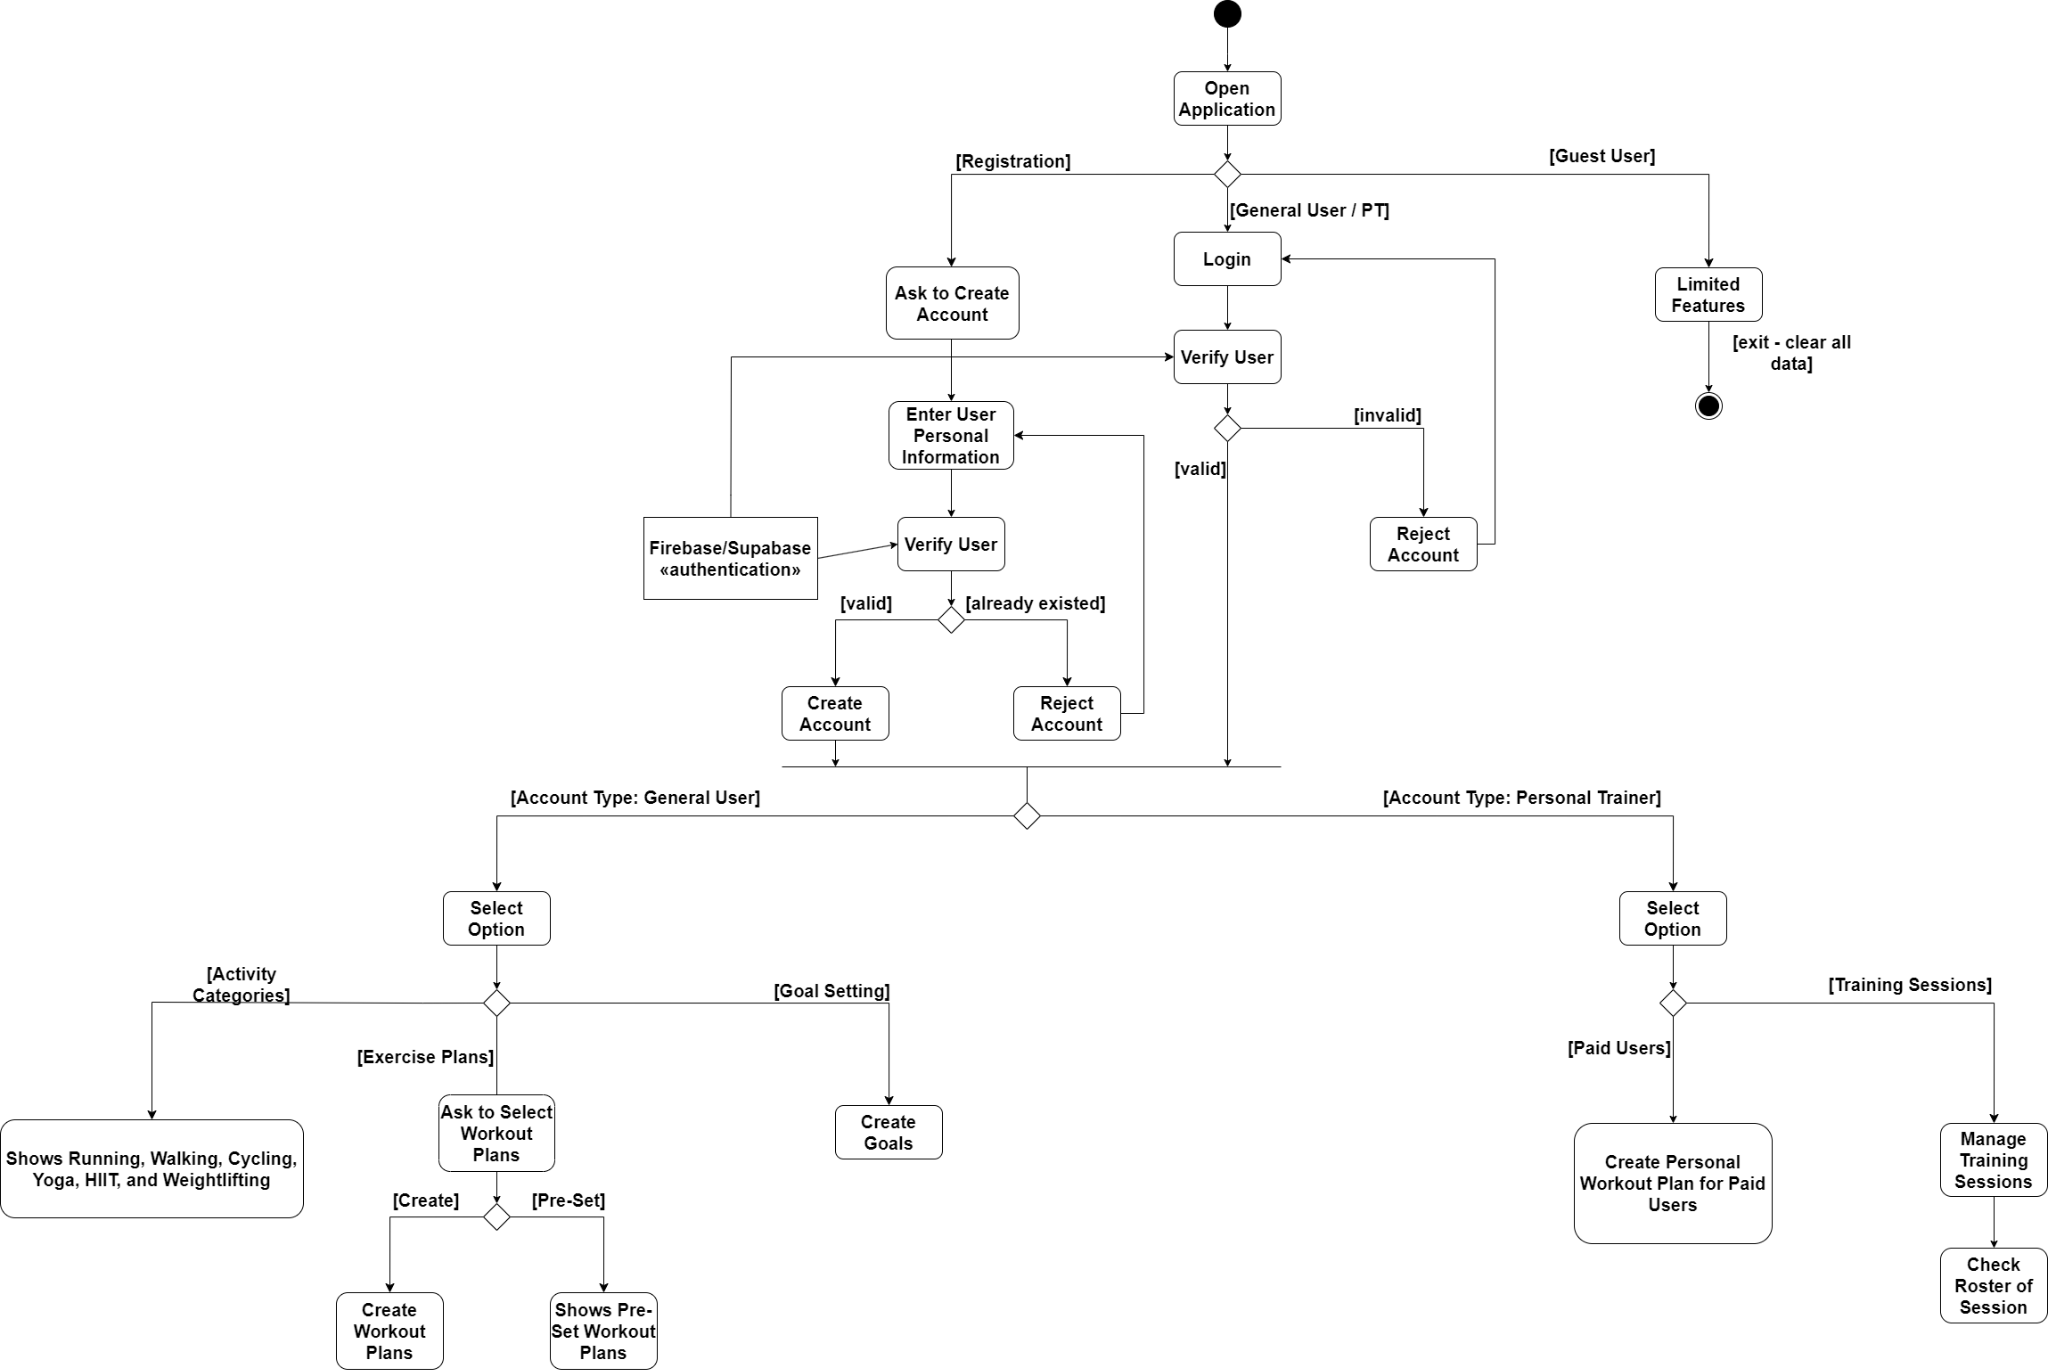 Open
Application
[Registration]
[Guest User]
[General User / PT]
Login
Ask to Create
Account
Limited
Features
[exit - clear all
data]
Verify User
Enter User
Personal
Information
[invalid]
[valid]
Firebase/Supabase
«authentication»
Verify User
Reject
Account
[valid]
[already existed]
Create
Account
Reject
Account
[Account Type: General User]
[Account Type: Personal Trainer]
Select
Option
Select
Option
[Activity
Categories]
[Goal Setting]
[Training Sessions]
[Exercise Plans]
[Paid Users]
Shows Running, Walking, Cycling,
Yoga, HIIT, and Weightlifting
Ask to Select
Workout
Plans
Create
Goals
Create Personal
Workout Plan for Paid
Users
Manage
Training
Sessions
[Create]
[Pre-Set]
Create
Workout
Plans
Shows Pre-
Set Workout
Plans
Check
Roster of
Session